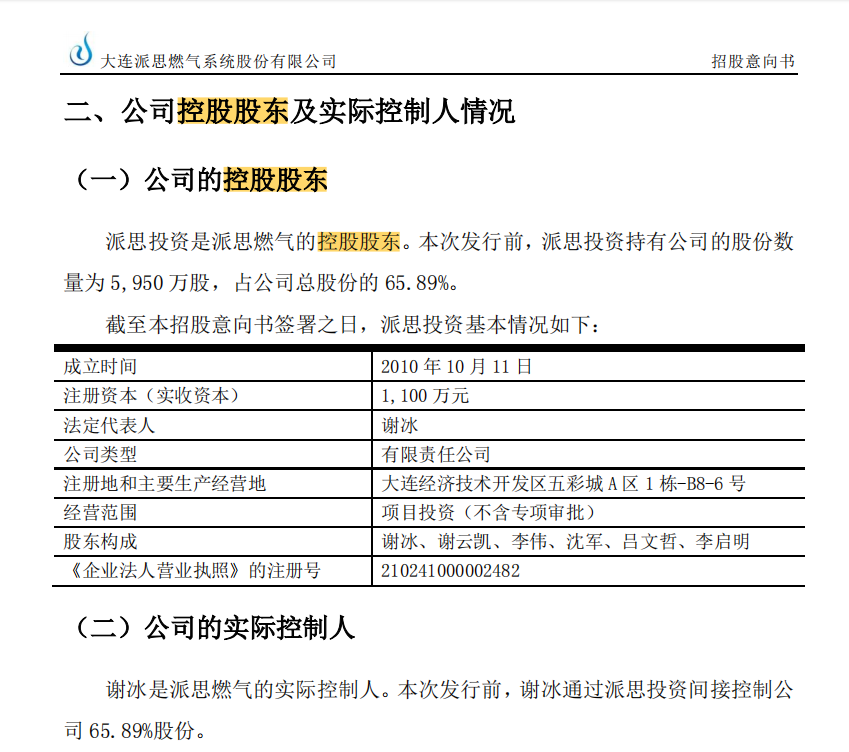 大连派思燃气系统股份有限公司 招股意向书
二、公司控股股东及实际控制人情况
（一）公司的控股股东
派思投资是派思燃气的控股股东。本次发行前，派思投资持有公司的股份数
量为 5,950 万股，占公司总股份的 65.89%。
截至本招股意向书签署之日，派思投资基本情况如下：
成立时间 2010 年 10 月 11 日
注册资本（实收资本） 1,100 万元
法定代表人 谢冰
公司类型 有限责任公司
注册地和主要生产经营地 大连经济技术开发区五彩城 A 区 1 栋-B8-6 号
经营范围 项目投资（不含专项审批）
股东构成 谢冰、谢云凯、李伟、沈军、吕文哲、李启明
《企业法人营业执照》的注册号 210241000002482
（二）公司的实际控制人
谢冰是派思燃气的实际控制人。本次发行前，谢冰通过派思投资间接控制公
司 65.89%股份。